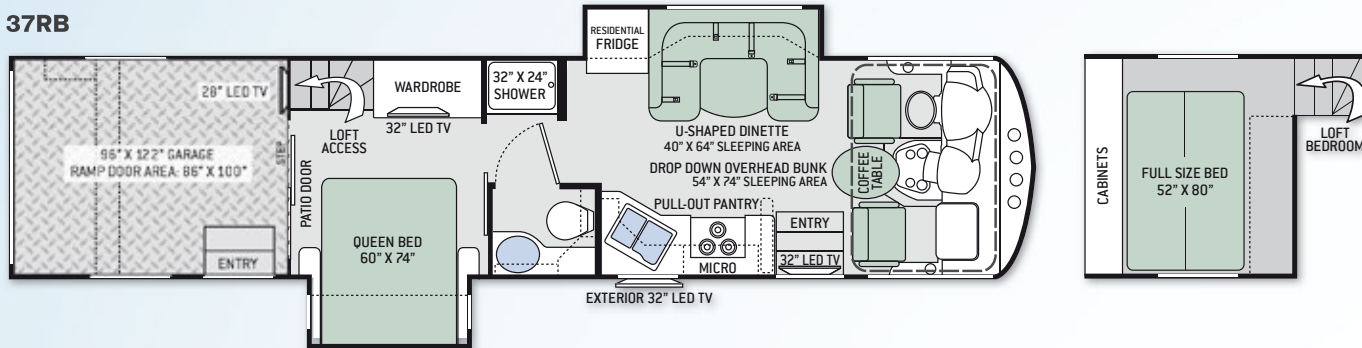 37RB
RESIDENTIAL
FRIDGE
28" LED TV
WARDROBE
32" X 24"
SHOWER
32" LED TV
LOFT
ACCESS
STEP
96" X 122" GARAGE
RAMP DOOR AREA: 86" X 100"
PATIO DOOR
ENTRY
QUEEN BED
60" X 74"
U-SHAPED DINETTE
40" X 64" SLEEPING AREA
DROP DOWN OVERHEAD BUNK
54" X 74" SLEEPING AREA
COFFEE
TABLE
PULL-OUT PANTRY
MICRO
ENTRY
32" LED TV
EXTERIOR 32" LED TV
CABINETS
FULL SIZE BED
52" X 80"
LOFT
BEDROOM